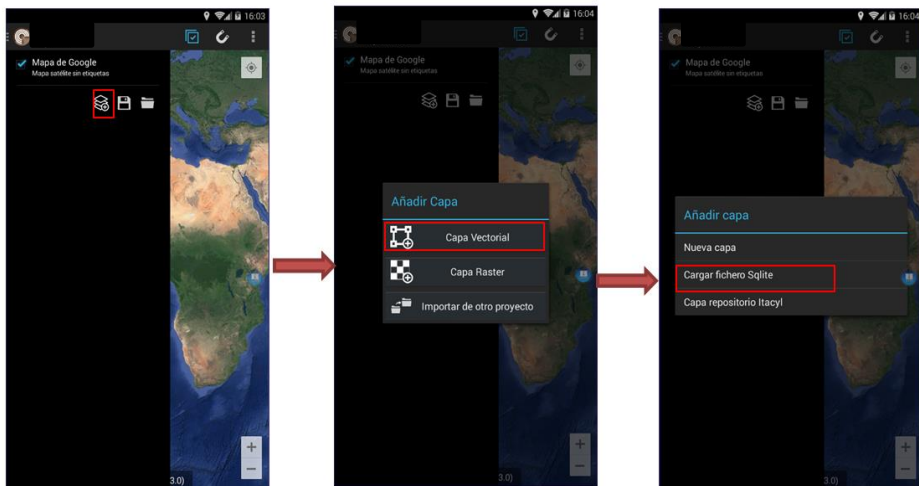 16:03
Mapa de Google
Mapa satélite sin etiquetas
3.0)
16:04
Mapa de Google
Mapa satélite sin etiquetas
Añadir Capa
Capa Vectorial
Capa Raster
Importar de otro proyecto
3.0)
16:04
Mapa de Google
Mapa satélite sin etiquetas
Añadir capa
Nueva capa
Cargar fichero Sqlite
Capa repositorio Itacyl
3.0)